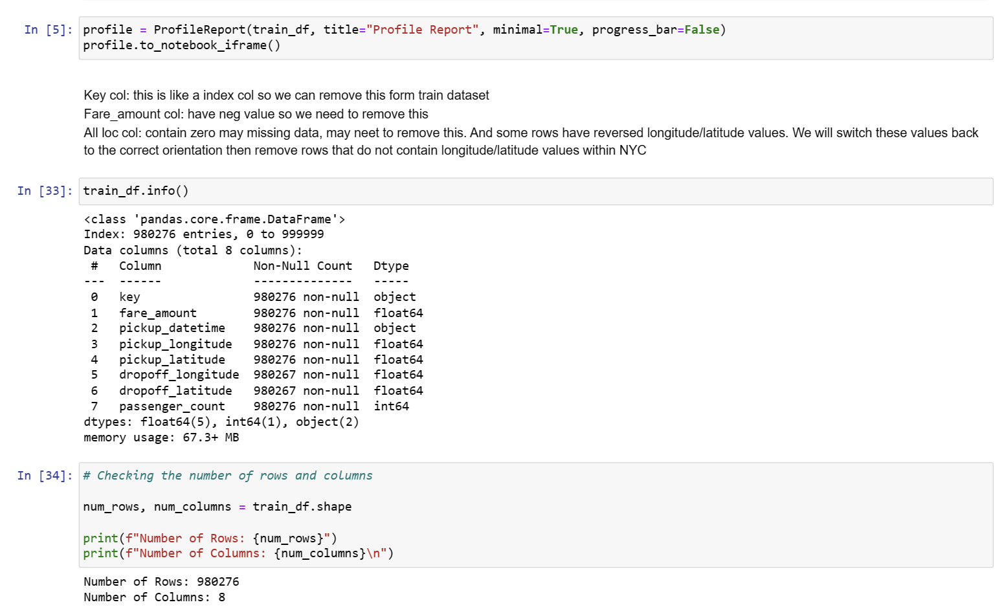 In [5]: profile = ProfileReport(train_df, title="Profile Report", minimal=True, progress_bar=False)
profile.to_notebook_iframe()
Key col: this is like a index col so we can remove this form train dataset
Fare_amount col: have neg value so we need to remove this
All loc col: contain zero may missing data, may neet to remove this. And some rows have reversed longitude/latitude values. We will switch these values back
to the correct orientation then remove rows that do not contain longitude/latitude values within NYC
In [33]: train_df.info()
<class 'pandas.core.frame.DataFrame'>
Index: 980276 entries, 0 to 999999
Data columns (total 8 columns):
 #   Column             Non-Null Count   Dtype
---  ------             --------------   -----
 0   key                980276 non-null  object
 1   fare_amount        980276 non-null  float64
 2   pickup_datetime    980276 non-null  object
 3   pickup_longitude   980276 non-null  float64
 4   pickup_latitude    980276 non-null  float64
 5   dropoff_longitude  980267 non-null  float64
 6   dropoff_latitude   980267 non-null  float64
 7   passenger_count    980276 non-null  int64
dtypes: float64(5), int64(1), object(2)
memory usage: 67.3+ MB
In [34]: # Checking the number of rows and columns
num_rows, num_columns = train_df.shape
print(f"Number of Rows: {num_rows}")
print(f"Number of Columns: {num_columns}\n")
Number of Rows: 980276
Number of Columns: 8